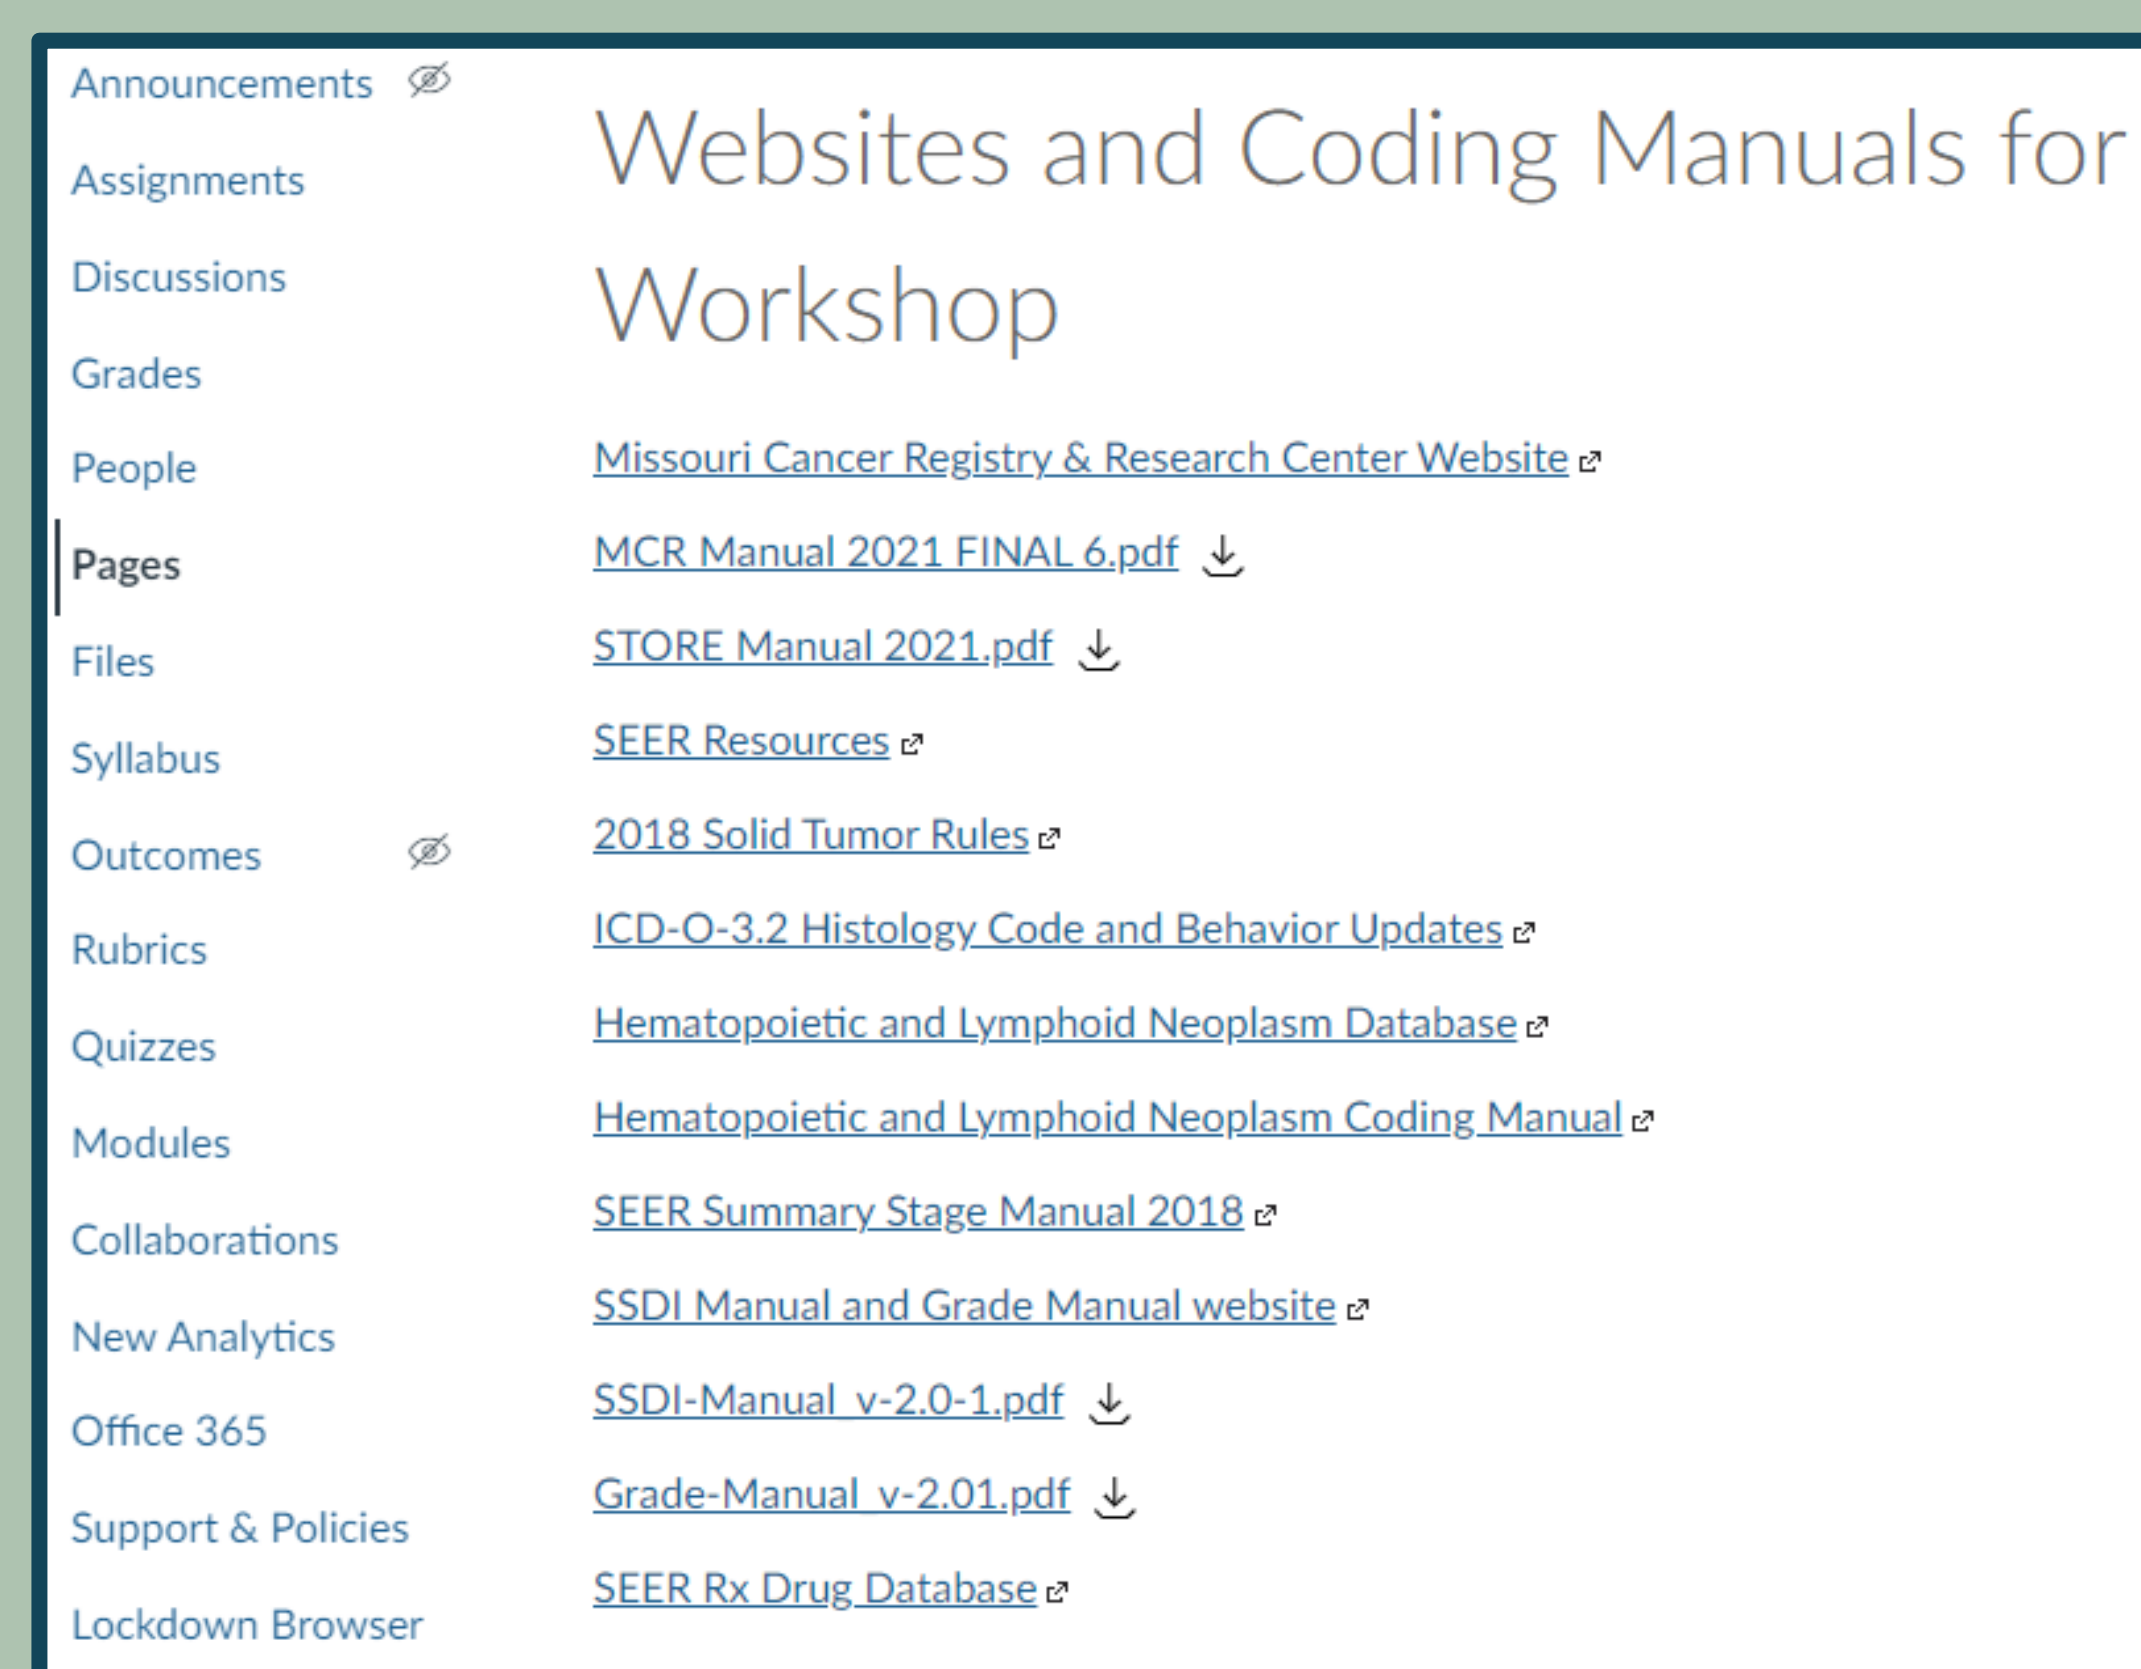 Announcements
Assignments
Discussions
Grades
People
Pages
Files
Syllabus
Outcomes
Rubrics
Quizzes
Modules
Collaborations
New Analytics
Office 365
Support & Policies
Lockdown Browser
Websites and Coding Manuals for
Workshop
Missouri Cancer Registry & Research Center Website
MCR Manual 2021 FINAL 6.pdf
STORE Manual 2021.pdf
SEER Resources
2018 Solid Tumor Rules
ICD-O-3.2 Histology Code and Behavior Updates
Hematopoietic and Lymphoid Neoplasm Database
Hematopoietic and Lymphoid Neoplasm Coding Manual
SEER Summary Stage Manual 2018
SSDI Manual and Grade Manual website
SSDI-Manual_v-2.0-1.pdf
Grade-Manual_v-2.01.pdf
SEER Rx Drug Database